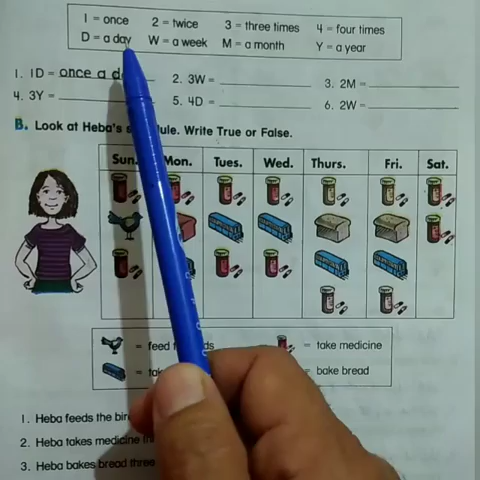 1 = once 2 = twice 3 = three times 4 = four times
D = a day W = a week M = a month Y = a year
1. 1D = once a d 2. 3W = 3. 2M =
4. 3Y = 5. 4D = 6. 2W =
B. Look at Heba's s dule. Write True or False.
Sun. Mon. Tues. Wed. Thurs. Fri. Sat.
= feed ds = take medicine
= = bake bread
1. Heba feeds the bir
2. Heba takes medicine
3. Heba bakes bread three